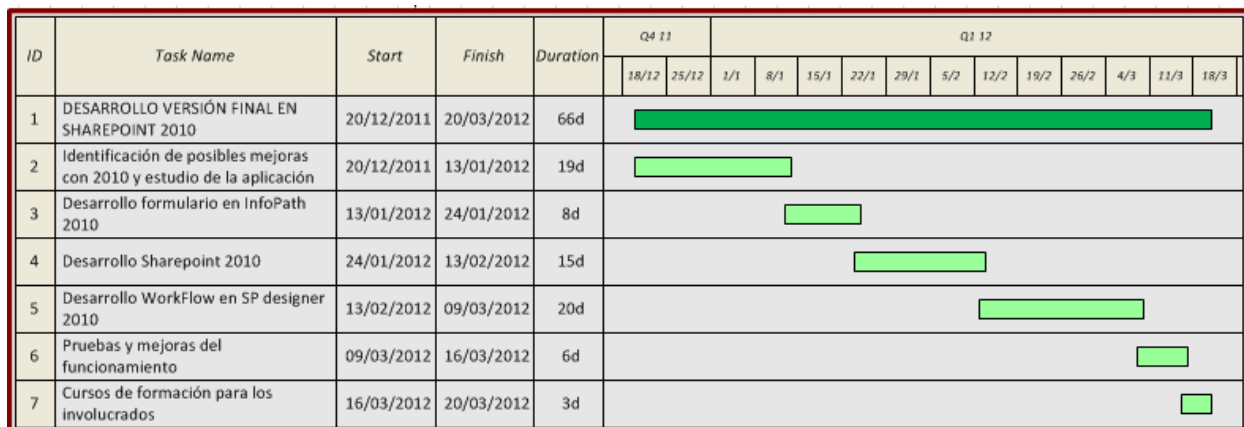 ID Task Name Start Finish Duration Q4 11 Q1 12
18/12 25/12 1/1 8/1 15/1 22/1 29/1 5/2 12/2 19/2 26/2 4/3 11/3 18/3
1 DESARROLLO VERSIÓN FINAL EN SHAREPOINT 2010 20/12/2011 20/03/2012 66d
2 Identificación de posibles mejoras con 2010 y estudio de la aplicación 20/12/2011 13/01/2012 19d
3 Desarrollo formulario en InfoPath 2010 13/01/2012 24/01/2012 8d
4 Desarrollo Sharepoint 2010 24/01/2012 13/02/2012 15d
5 Desarrollo WorkFlow en SP designer 2010 13/02/2012 09/03/2012 20d
6 Pruebas y mejoras del funcionamiento 09/03/2012 16/03/2012 6d
7 Cursos de formación para los involucrados 16/03/2012 20/03/2012 3d